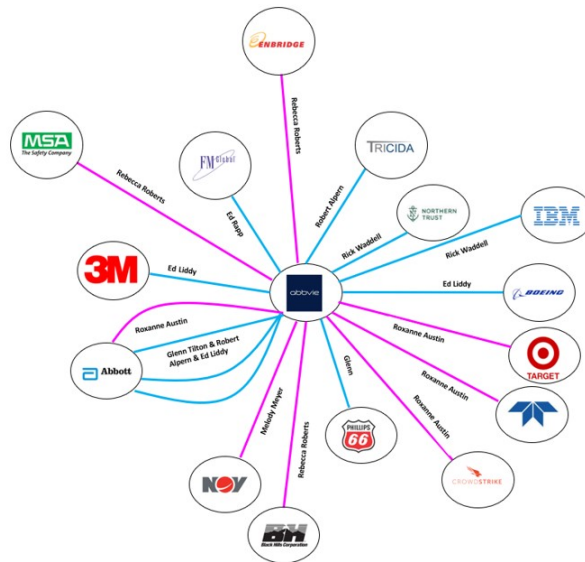 ENBRIDGE
Rebecca Roberts
MSA
The Safety Company
Rebecca Roberts
FM Global
Ed Rapp
TRICIDA
Robert Alpern
NORTHERN
TRUST
Rick Waddell
IBM
Rick Waddell
3M
Ed Liddy
abbvie
Ed Liddy
BOEING
Roxanne Austin
TARGET
Roxanne Austin
Abbott
Glenn Tilton & Robert
Alpern & Ed Liddy
Roxanne Austin
Roxanne Austin
CROWDSTRIKE
Glenn
PHILLIPS
66
Melody Meyer
NOV
Rebecca Roberts
BH
Black Hills Corporation